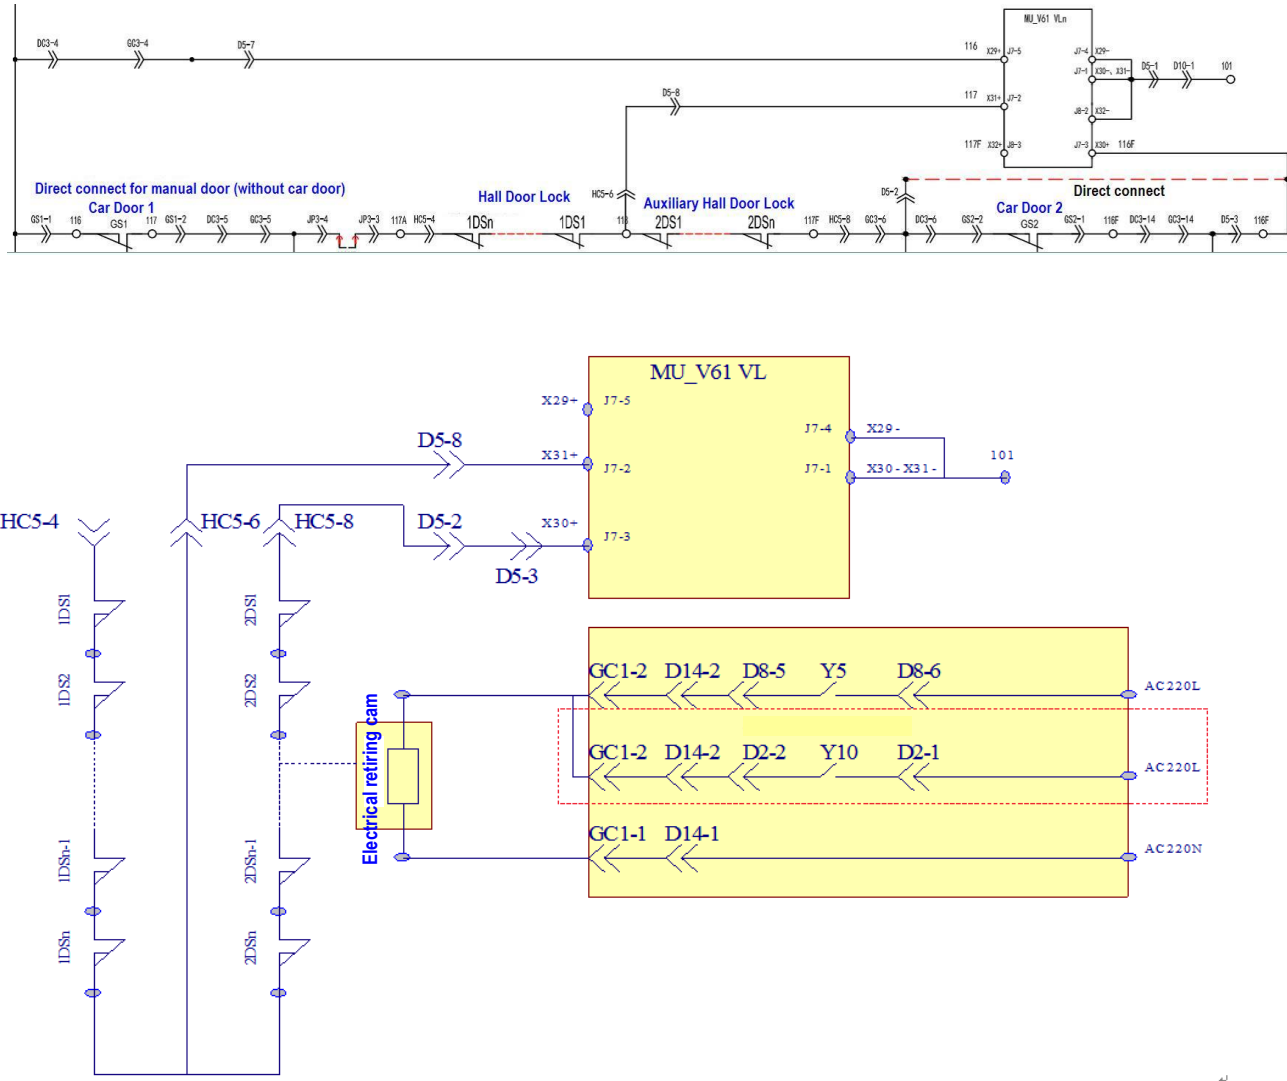 MU_V61 VLn
DC3-4 GC3-4 D5-7 116 X29+ J7-5 J7-4 X29-
J7-1 X30-、X31- D5-1 D10-1 101
D5-8 117 X31+ J7-2
J8-2 X32-
117F X32+ J8-3 J7-3 X30+ 116F
Direct connect for manual door (without car door)
Hall Door Lock HC5-6 D5-2 Direct connect
Car Door 1 Auxiliary Hall Door Lock Car Door 2
GS1-1 116 GS1 117 GS1-2 DC3-5 GC3-5 JP3-4 JP3-3 117A HC5-4 1DSn 1DS1 2DS1 2DSn 117F HC5-8 GC3-6 DC3-6 GS2-2 GS2 GS2-1 116F DC3-14 GC3-14 D5-3 116F
MU_V61 VL
X29+ J7-5
J7-4 X29-
D5-8 X31+ J7-2
J7-1 X30-X31- 101
HC5-4 HC5-6 HC5-8 D5-2 X30+ J7-3
D5-3
1DS1 2DS1
1DS2 2DS2
Electrical retiring cam
GC1-2 D14-2 D8-5 Y5 D8-6 AC220L
GC1-2 D14-2 D2-2 Y10 D2-1 AC220L
GC1-1 D14-1 AC220N
1DSn-1 2DSn-1
1DSn 2DSn